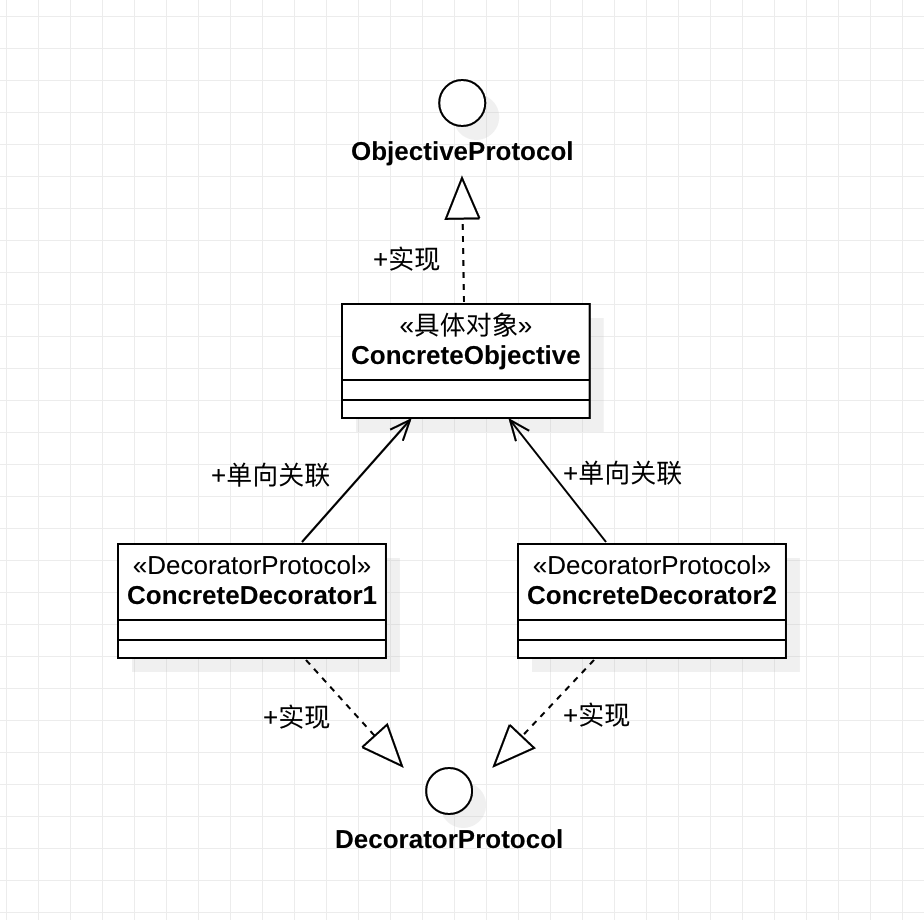 ObjectiveProtocol
+实现
«具体对象»
ConcreteObjective
+单向关联
+单向关联
«DecoratorProtocol»
ConcreteDecorator1
«DecoratorProtocol»
ConcreteDecorator2
+实现
+实现
DecoratorProtocol